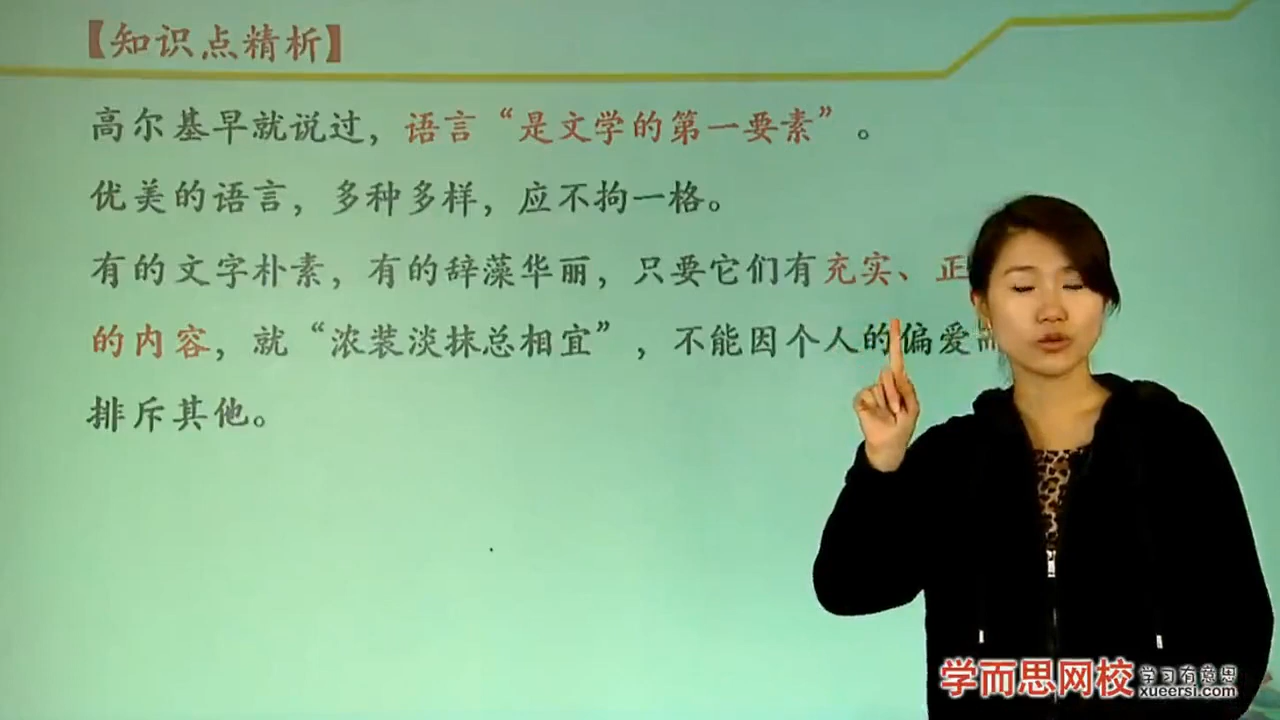 【知识点精析】
高尔基早就说过，语言“是文学的第一要素”。
优美的语言，多种多样，应不拘一格。
有的文字朴素，有的辞藻华丽，只要它们有充实、正
的内容，就“浓装淡抹总相宜”，不能因个人的偏爱而
排斥其他。
学而思网校 学习有意思
xueersi.com